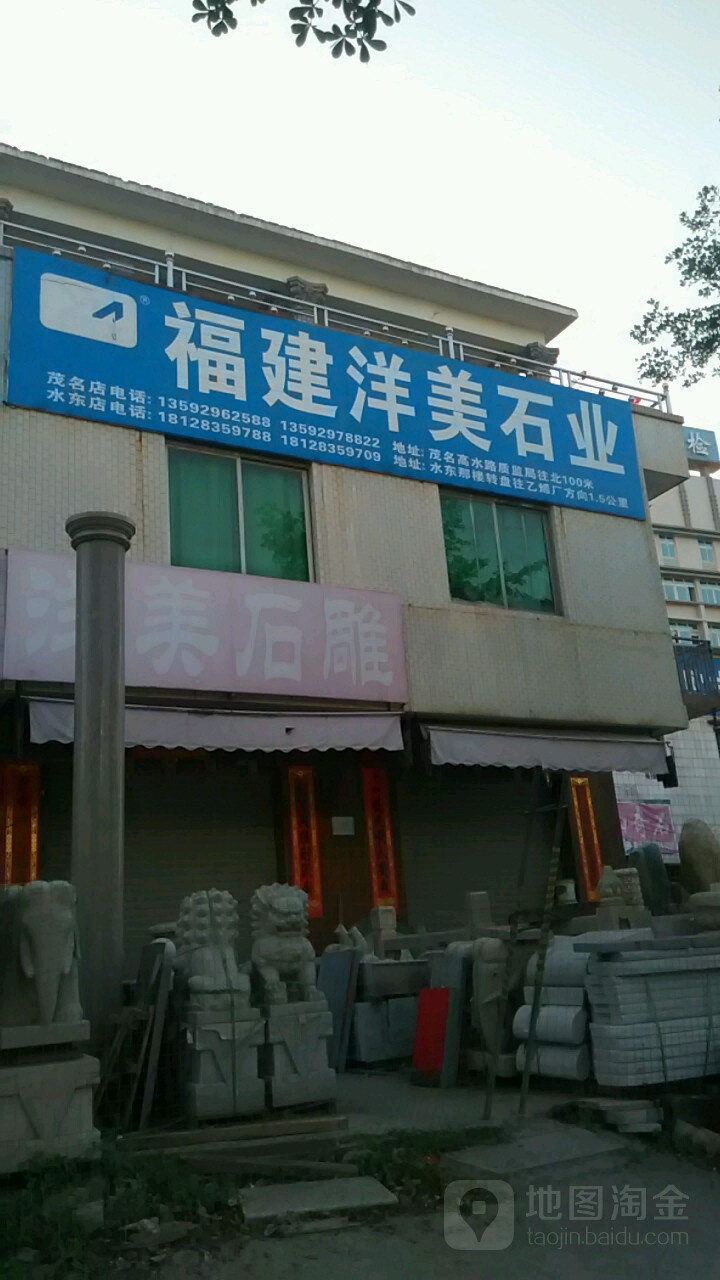 福建洋美石业
®
茂名店电话: 13592962588 13592978822 地址: 茂名高水路质监局往北100米
水东店电话: 18128359788 18128359709 地址: 水东那楼转盘往乙烯厂方向1.5公里
检
洋美石雕
地图淘金
taojin.baidu.com